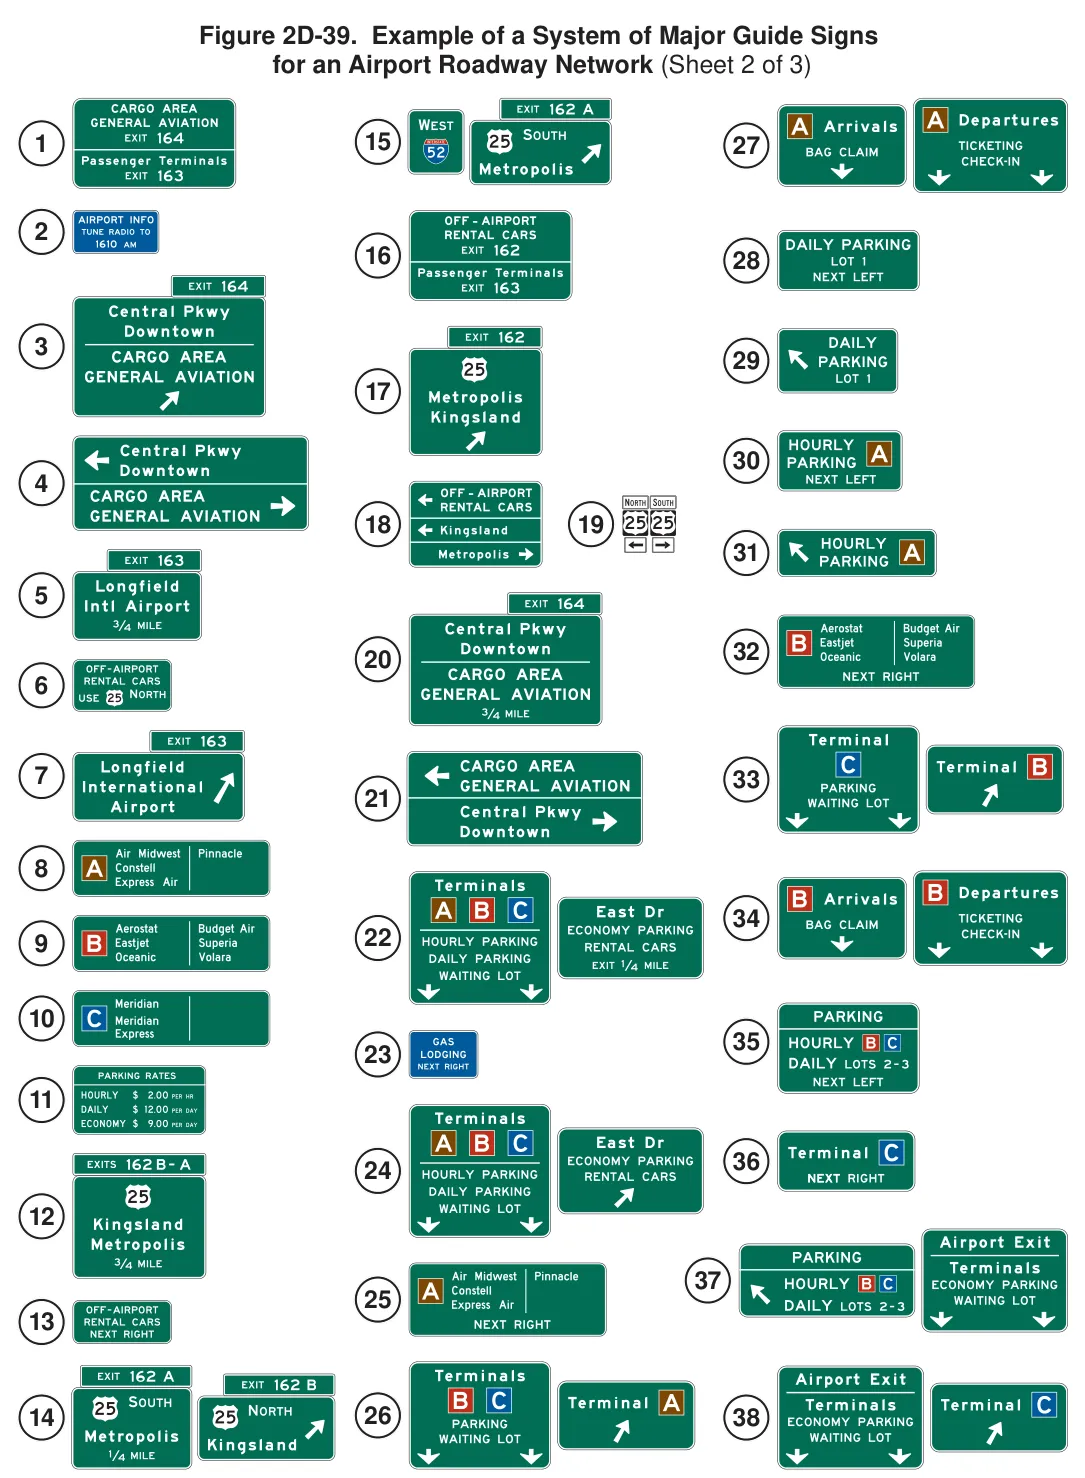 Figure 2D-39. Example of a System of Major Guide Signs
for an Airport Roadway Network (Sheet 2 of 3)
1
CARGO AREA
GENERAL AVIATION
EXIT 164
Passenger Terminals
EXIT 163
2
AIRPORT INFO
TUNE RADIO TO
1610 AM
3
EXIT 164
Central Pkwy
Downtown
CARGO AREA
GENERAL AVIATION
4
Central Pkwy
Downtown
CARGO AREA
GENERAL AVIATION
5
EXIT 163
Longfield
Intl Airport
3/4 MILE
6
OFF-AIRPORT
RENTAL CARS
USE 25 NORTH
7
EXIT 163
Longfield
International
Airport
8
A
Air Midwest
Constell
Express Air
Pinnacle
9
B
Aerostat
Eastjet
Oceanic
Budget Air
Superia
Volara
10
C
Meridian
Meridian
Express
11
PARKING RATES
HOURLY $ 2.00 PER HR
DAILY $ 12.00 PER DAY
ECONOMY $ 9.00 PER DAY
12
EXITS 162 B-A
25
Kingsland
Metropolis
3/4 MILE
13
OFF-AIRPORT
RENTAL CARS
NEXT RIGHT
14
EXIT 162 A
25 SOUTH
Metropolis
1/4 MILE
EXIT 162 B
25 NORTH
Kingsland
15
WEST
52
EXIT 162 A
25 SOUTH
Metropolis
16
OFF-AIRPORT
RENTAL CARS
EXIT 162
Passenger Terminals
EXIT 163
17
EXIT 162
25
Metropolis
Kingsland
18
OFF-AIRPORT
RENTAL CARS
Kingsland
Metropolis
19
NORTH SOUTH
25 25
20
EXIT 164
Central Pkwy
Downtown
CARGO AREA
GENERAL AVIATION
3/4 MILE
21
CARGO AREA
GENERAL AVIATION
Central Pkwy
Downtown
22
Terminals
A B C
HOURLY PARKING
DAILY PARKING
WAITING LOT
East Dr
ECONOMY PARKING
RENTAL CARS
EXIT 1/4 MILE
23
GAS
LODGING
NEXT RIGHT
24
Terminals
A B C
HOURLY PARKING
DAILY PARKING
WAITING LOT
East Dr
ECONOMY PARKING
RENTAL CARS
25
A
Air Midwest
Constell
Express Air
Pinnacle
NEXT RIGHT
26
Terminals
B C
PARKING
WAITING LOT
Terminal A
27
A Arrivals
BAG CLAIM
A Departures
TICKETING
CHECK-IN
28
DAILY PARKING
LOT 1
NEXT LEFT
29
DAILY
PARKING
LOT 1
30
HOURLY
PARKING A
NEXT LEFT
31
HOURLY
PARKING A
32
B
Aerostat
Eastjet
Oceanic
Budget Air
Superia
Volara
NEXT RIGHT
33
Terminal
C
PARKING
WAITING LOT
Terminal B
34
B Arrivals
BAG CLAIM
B Departures
TICKETING
CHECK-IN
35
PARKING
HOURLY B C
DAILY LOTS 2-3
NEXT LEFT
36
Terminal C
NEXT RIGHT
37
PARKING
HOURLY B C
DAILY LOTS 2-3
Airport Exit
Terminals
ECONOMY PARKING
WAITING LOT
38
Airport Exit
Terminals
ECONOMY PARKING
WAITING LOT
Terminal C